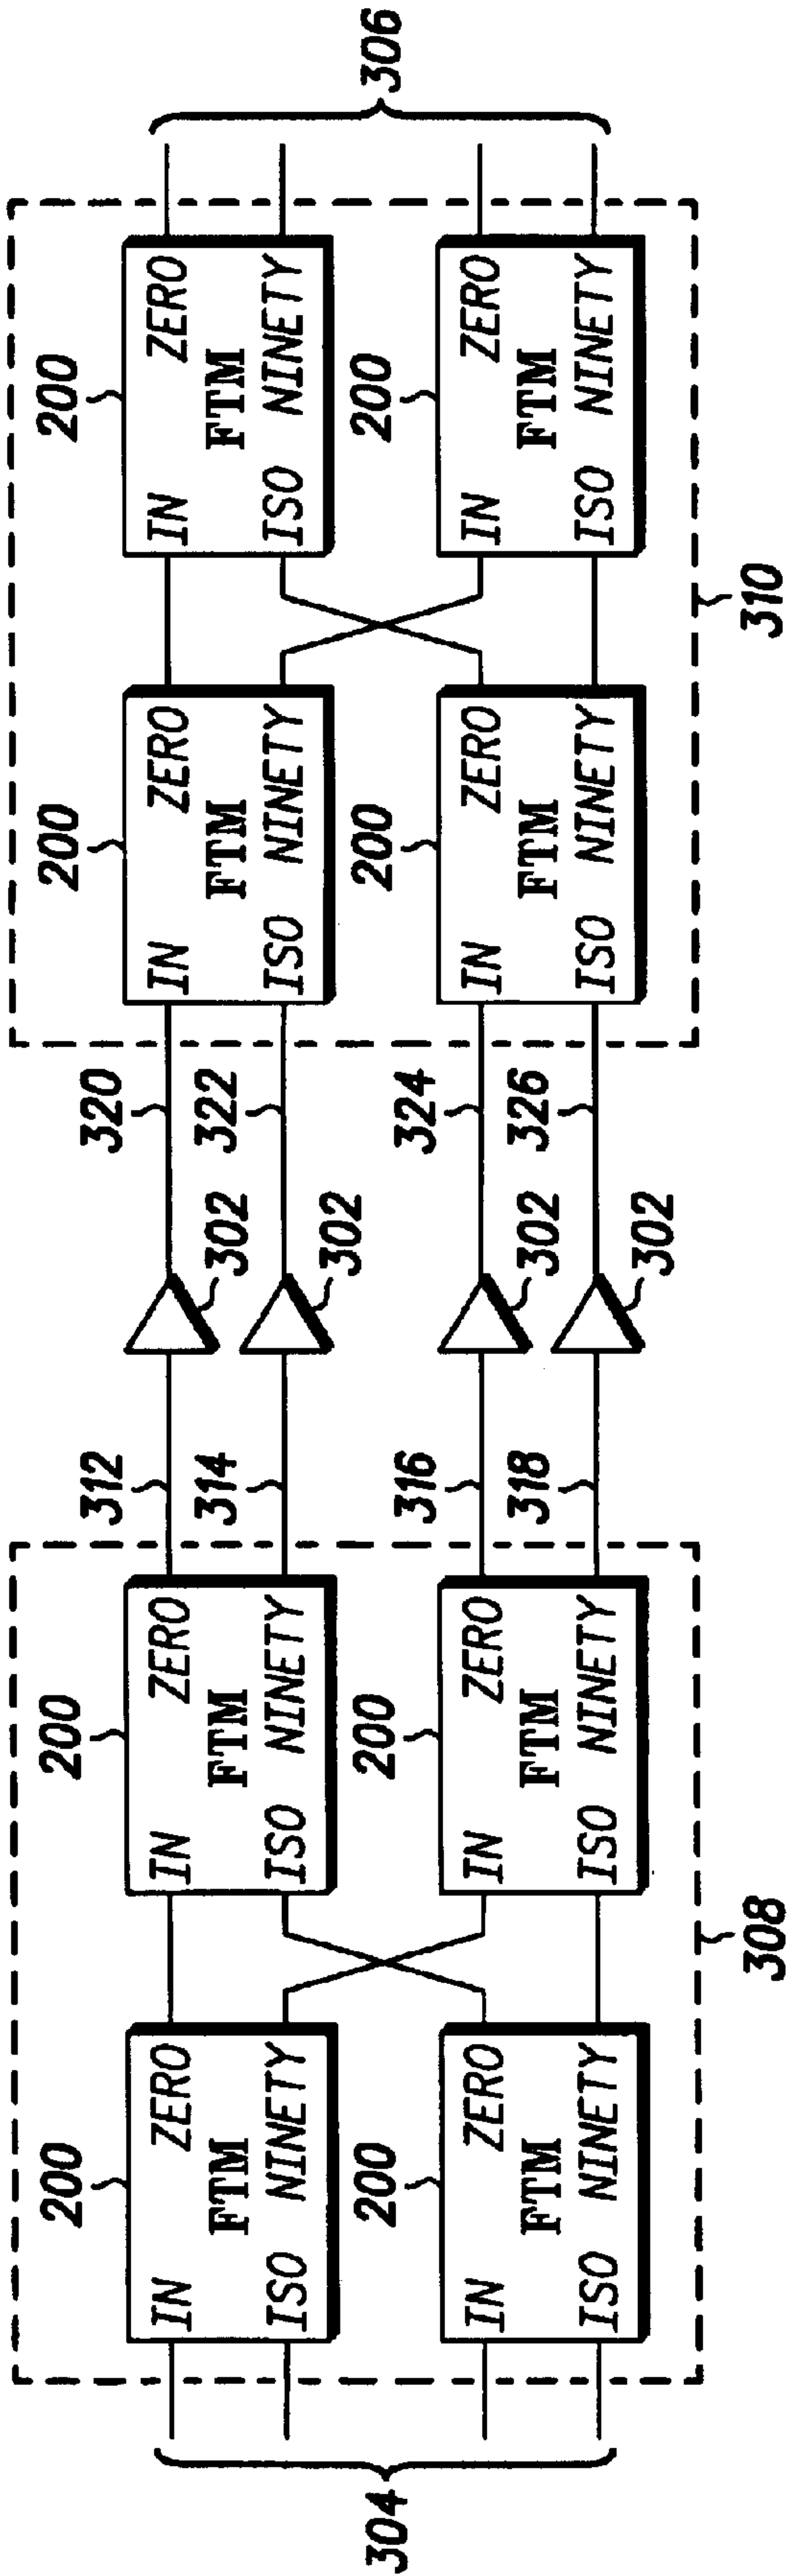 200 200 200 200
IN ZERO IN ZERO 312 320 IN ZERO IN ZERO
FTM FTM 302 FTM FTM
ISO NINETY ISO NINETY 314 322 ISO NINETY ISO NINETY
302
304 306
200 200 200 200
IN ZERO IN ZERO 316 324 IN ZERO IN ZERO
FTM FTM 302 FTM FTM
ISO NINETY ISO NINETY 318 326 ISO NINETY ISO NINETY
302
308 310